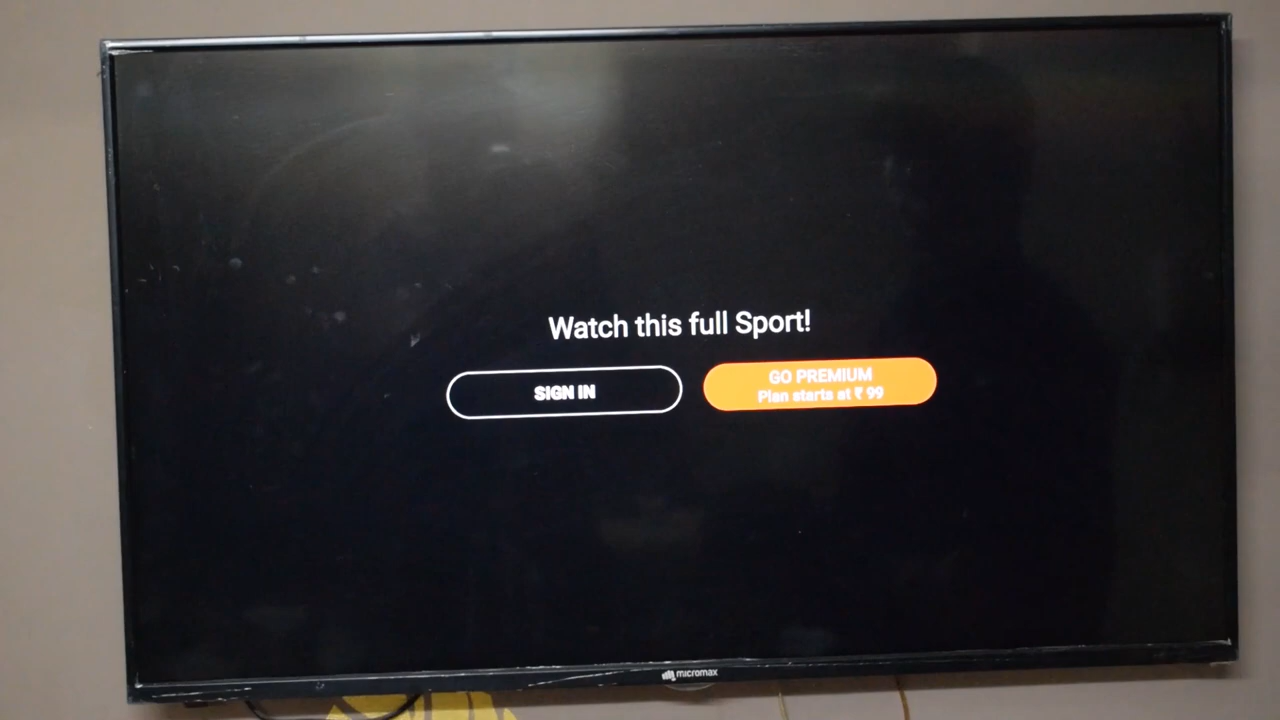 Watch this full Sport!
SIGN IN
GO PREMIUM
Plan starts at ₹ 99
micromax